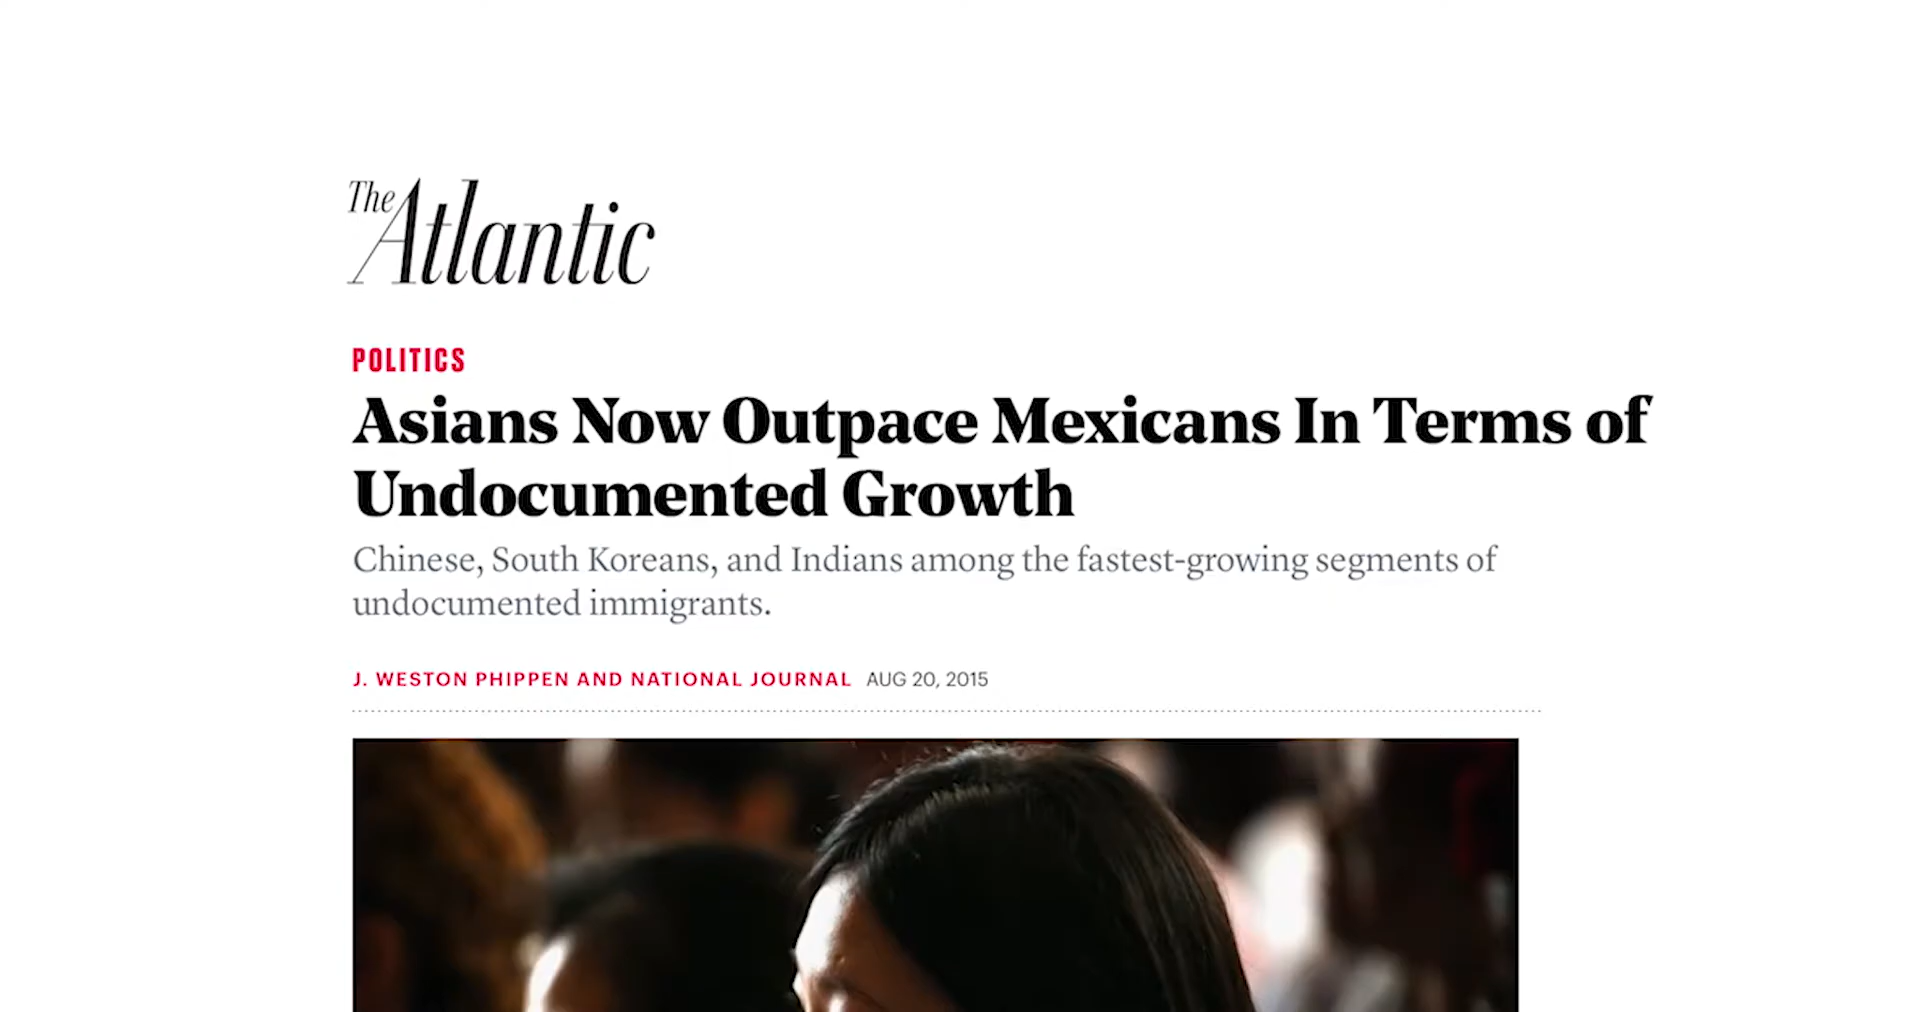 The Atlantic
POLITICS
Asians Now Outpace Mexicans In Terms of
Undocumented Growth
Chinese, South Koreans, and Indians among the fastest-growing segments of
undocumented immigrants.
J. WESTON PHIPPEN AND NATIONAL JOURNAL AUG 20, 2015